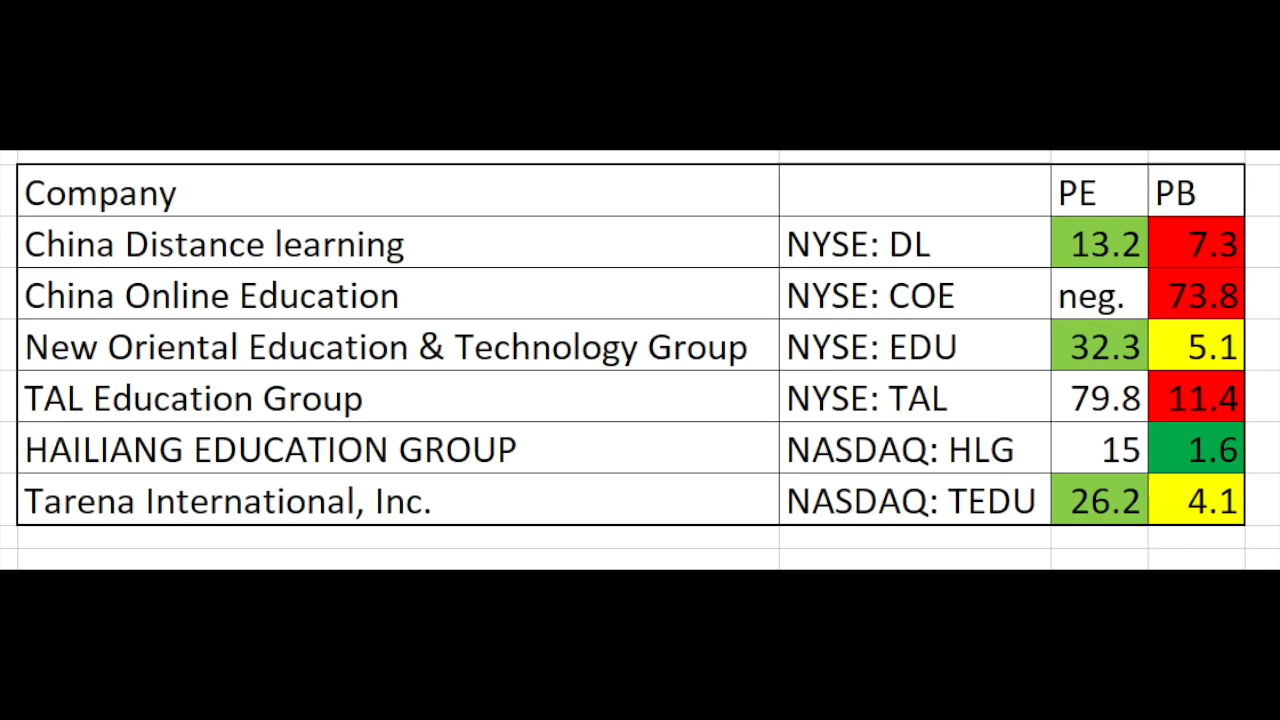 Company PE PB
China Distance learning NYSE: DL 13.2 7.3
China Online Education NYSE: COE neg. 73.8
New Oriental Education & Technology Group NYSE: EDU 32.3 5.1
TAL Education Group NYSE: TAL 79.8 11.4
HAILIANG EDUCATION GROUP NASDAQ: HLG 15 1.6
Tarena International, Inc. NASDAQ: TEDU 26.2 4.1